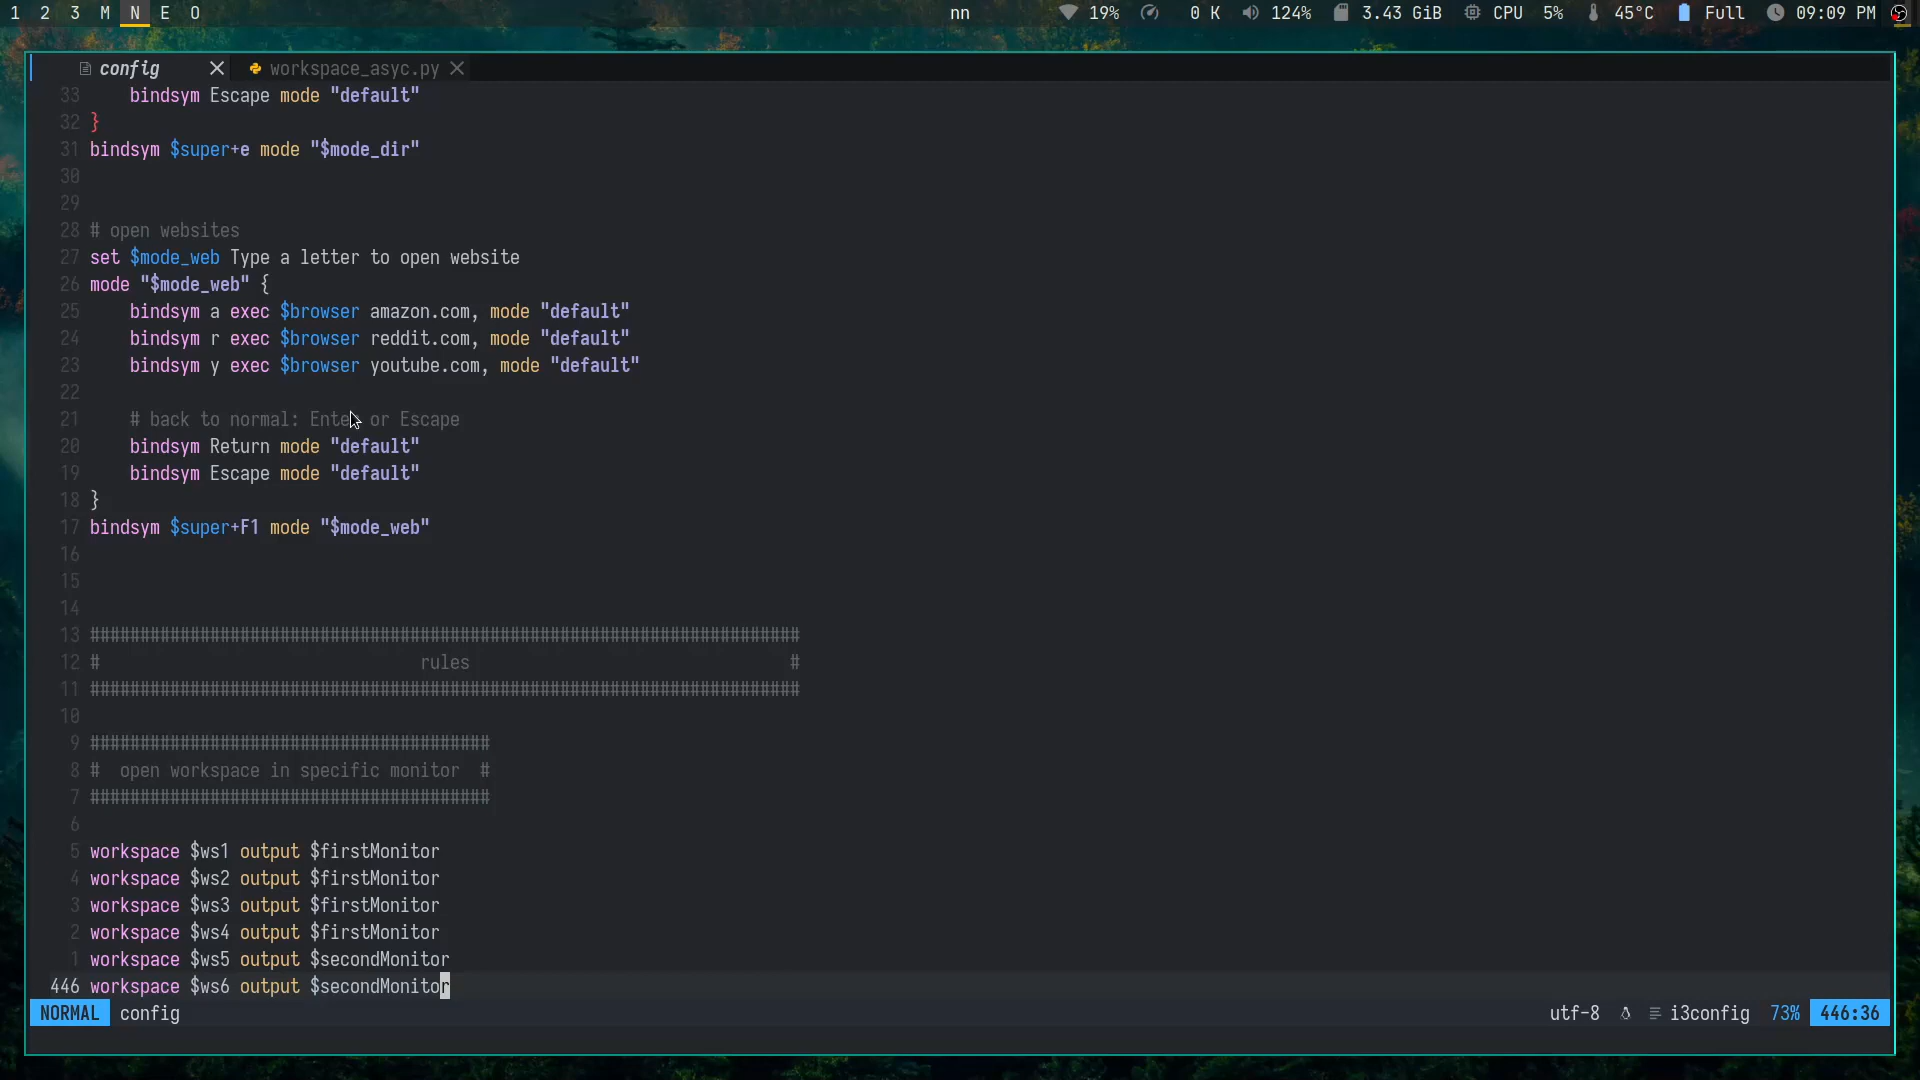 1 2 3 M N E O nn 19% 0 K 124% 3.43 GiB CPU 5% 45°C Full 09:09 PM
config workspace_asyc.py
33 bindsym Escape mode "default"
32 }
31 bindsym $super+e mode "$mode_dir"
30
29
28 # open websites
27 set $mode_web Type a letter to open website
26 mode "$mode_web" {
25 bindsym a exec $browser amazon.com, mode "default"
24 bindsym r exec $browser reddit.com, mode "default"
23 bindsym y exec $browser youtube.com, mode "default"
22
21 # back to normal: Enter or Escape
20 bindsym Return mode "default"
19 bindsym Escape mode "default"
18 }
17 bindsym $super+F1 mode "$mode_web"
16
15
14
13 #######################################################################
12 # rules #
11 #######################################################################
10
9 ########################################
8 # open workspace in specific monitor #
7 ########################################
6
5 workspace $ws1 output $firstMonitor
4 workspace $ws2 output $firstMonitor
3 workspace $ws3 output $firstMonitor
2 workspace $ws4 output $firstMonitor
1 workspace $ws5 output $secondMonitor
446 workspace $ws6 output $secondMonitor
NORMAL config utf-8 i3config 73% 446:36